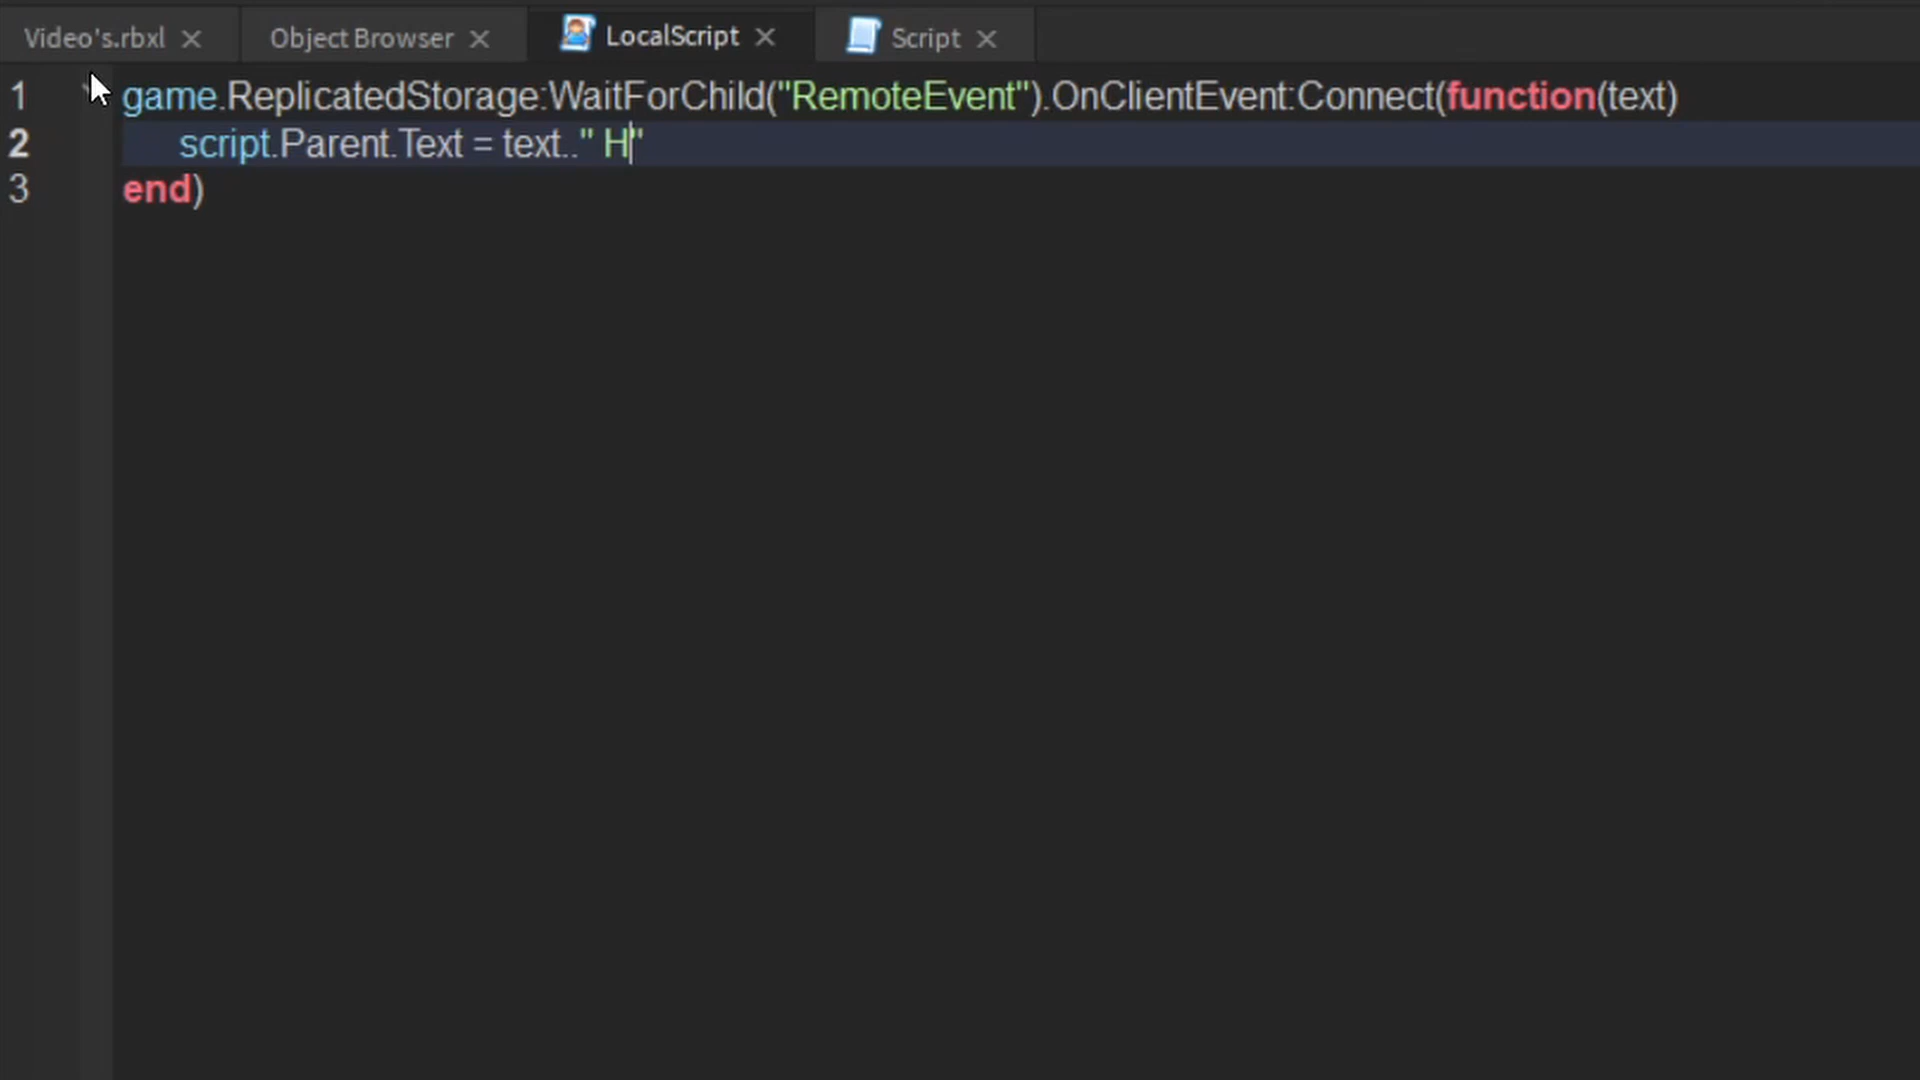 Video's.rbxl Object Browser LocalScript Script
1 game.ReplicatedStorage:WaitForChild("RemoteEvent").OnClientEvent:Connect(function(text)
2 script.Parent.Text = text.." H"
3 end)